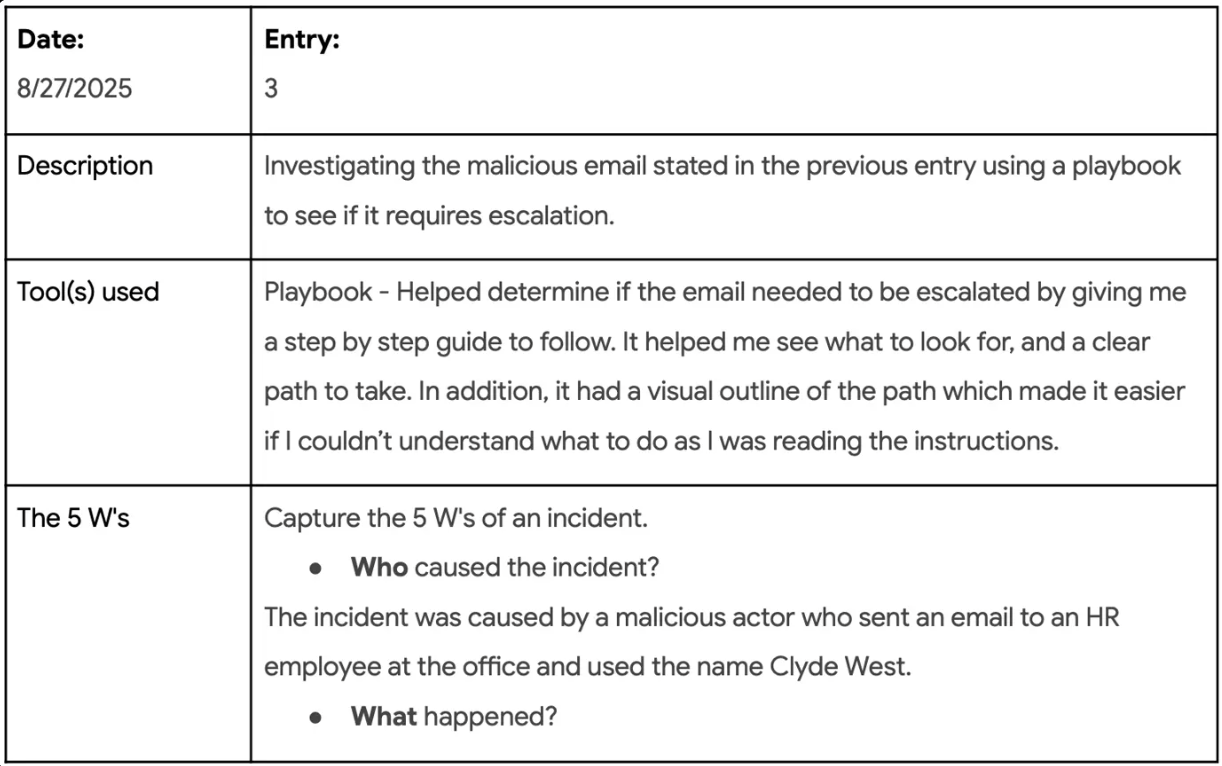 Date:
8/27/2025
Entry:
3
Description
Investigating the malicious email stated in the previous entry using a playbook
to see if it requires escalation.
Tool(s) used
Playbook - Helped determine if the email needed to be escalated by giving me
a step by step guide to follow. It helped me see what to look for, and a clear
path to take. In addition, it had a visual outline of the path which made it easier
if I couldn’t understand what to do as I was reading the instructions.
The 5 W's
Capture the 5 W's of an incident.
● Who caused the incident?
The incident was caused by a malicious actor who sent an email to an HR
employee at the office and used the name Clyde West.
● What happened?